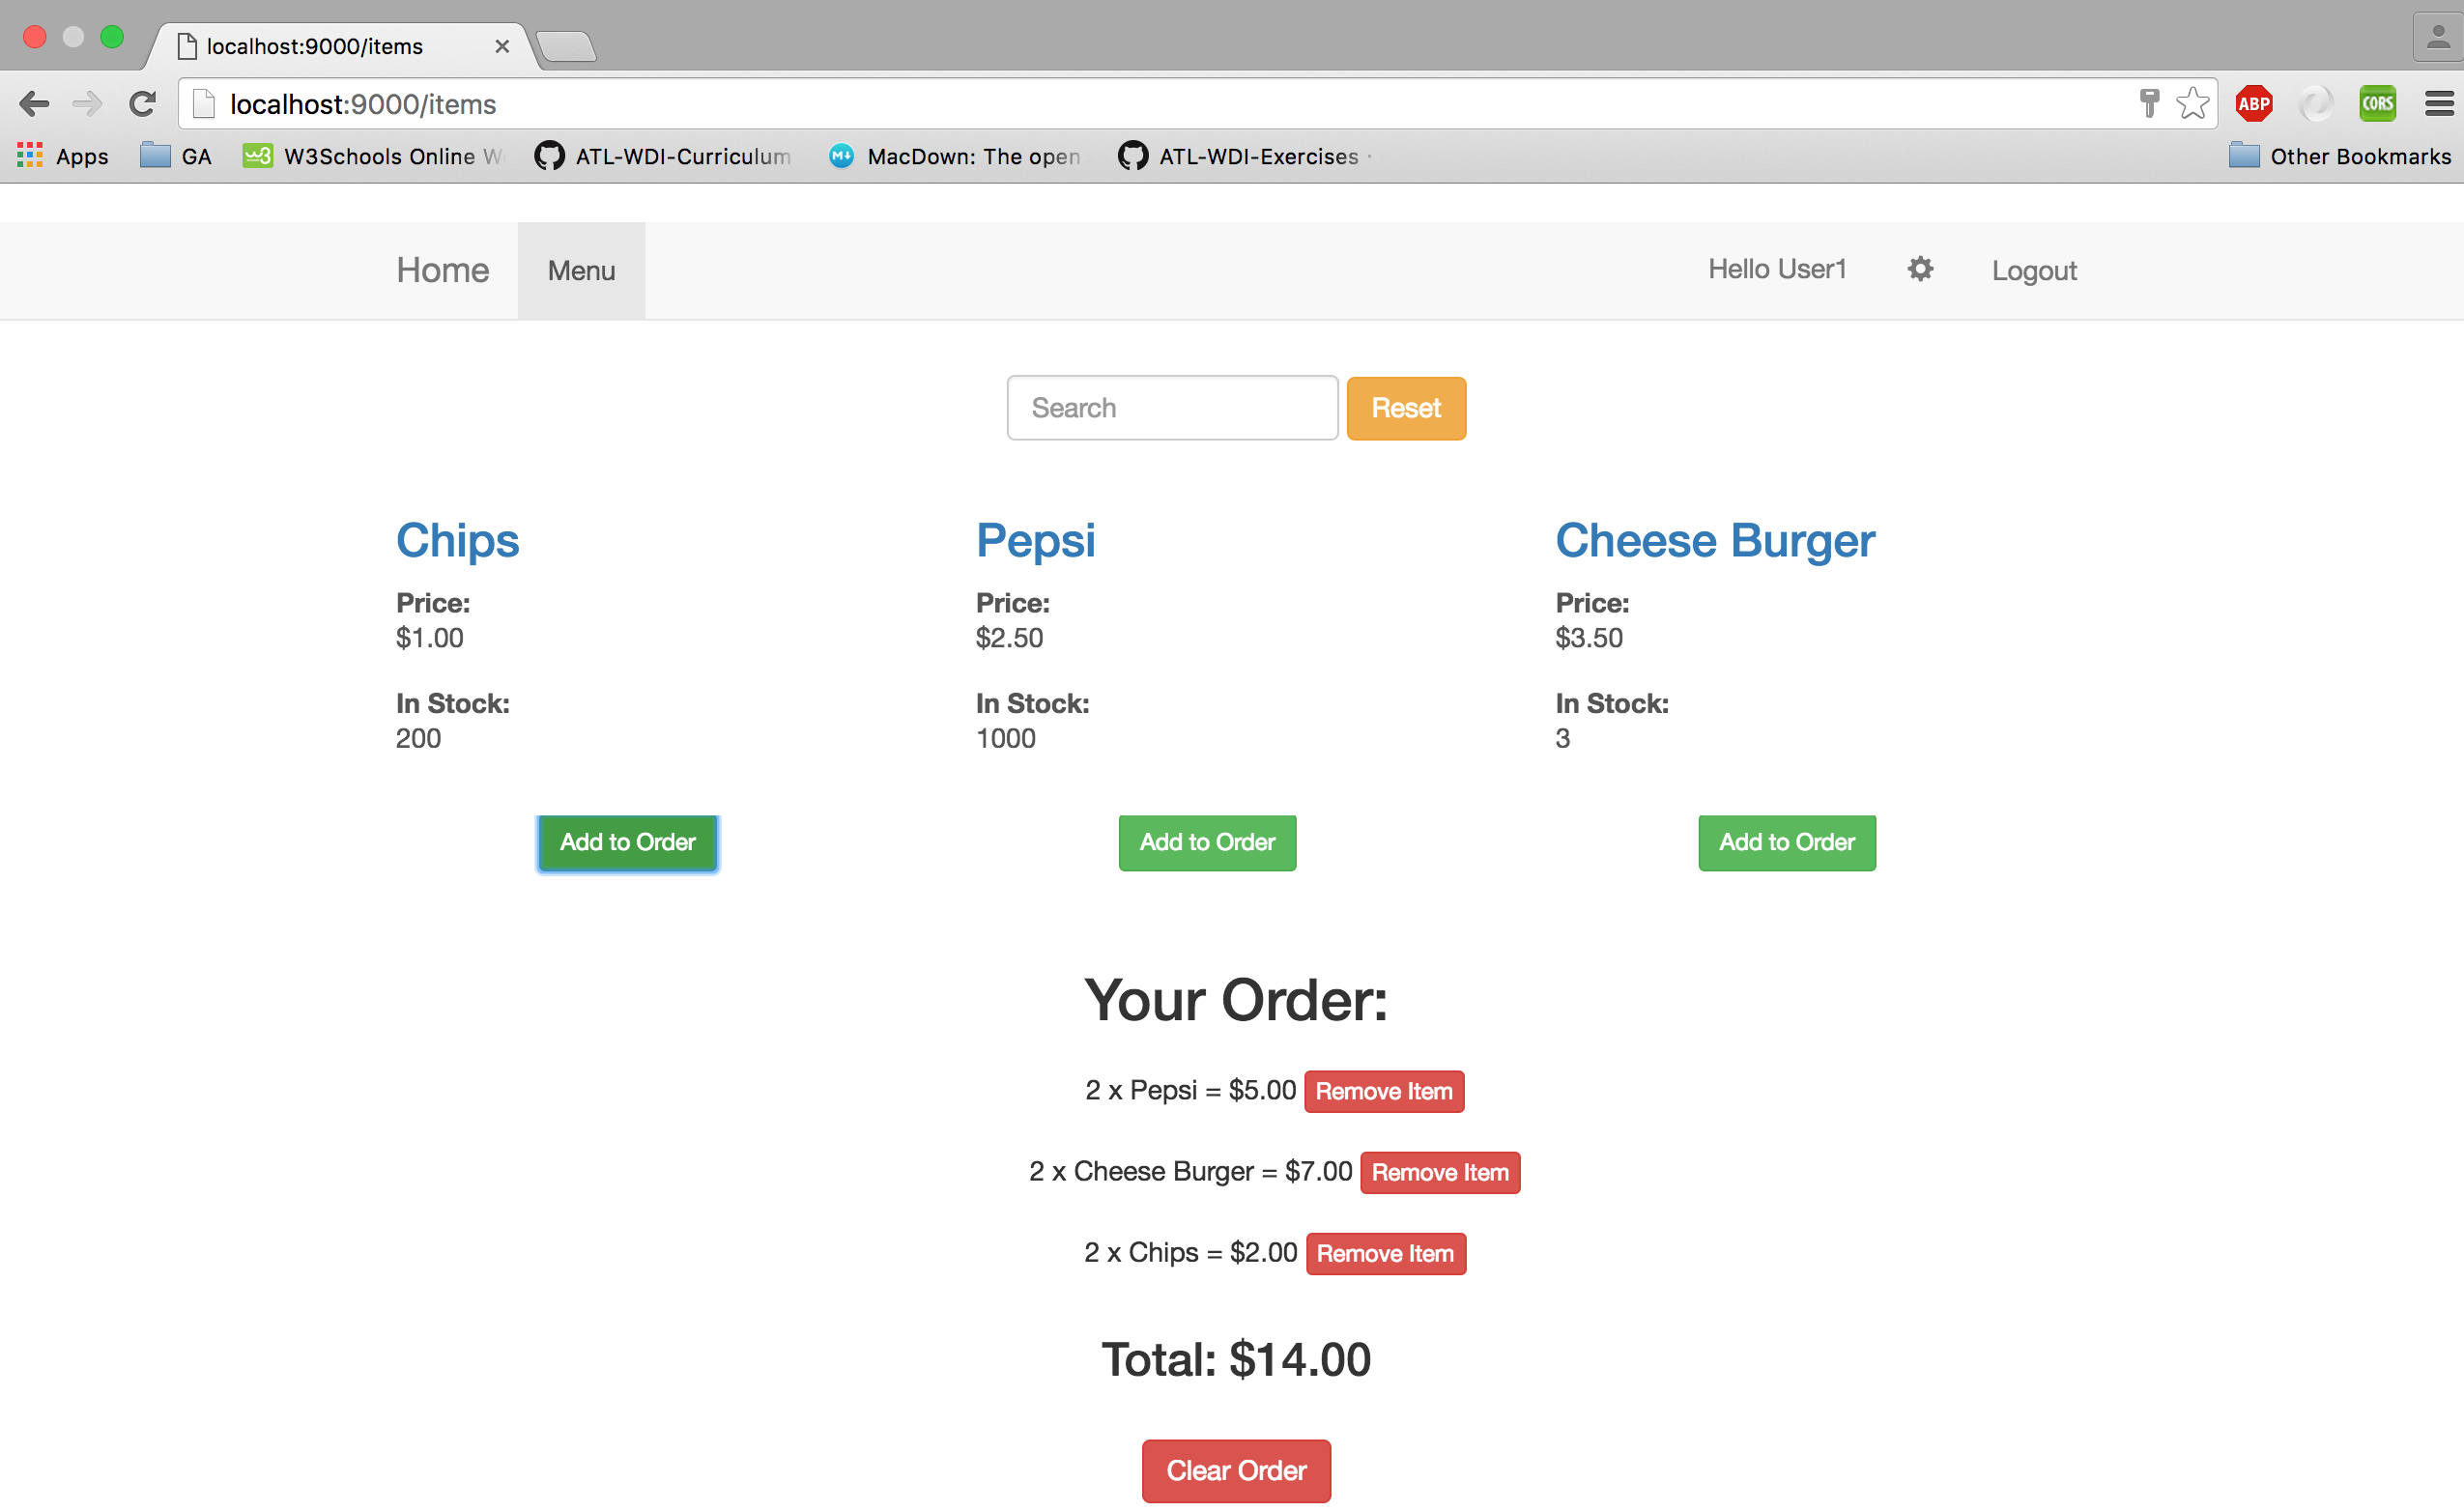 localhost:9000/items
localhost:9000/items
ABP
CORS
Apps GA W3Schools Online ATL-WDI-Curriculum MacDown: The open ATL-WDI-Exercises · Other Bookmarks
Home Menu Hello User1 Logout
Search Reset
Chips Pepsi Cheese Burger
Price: Price: Price:
$1.00 $2.50 $3.50
In Stock: In Stock: In Stock:
200 1000 3
Add to Order Add to Order Add to Order
Your Order:
2 x Pepsi = $5.00 Remove Item
2 x Cheese Burger = $7.00 Remove Item
2 x Chips = $2.00 Remove Item
Total: $14.00
Clear Order